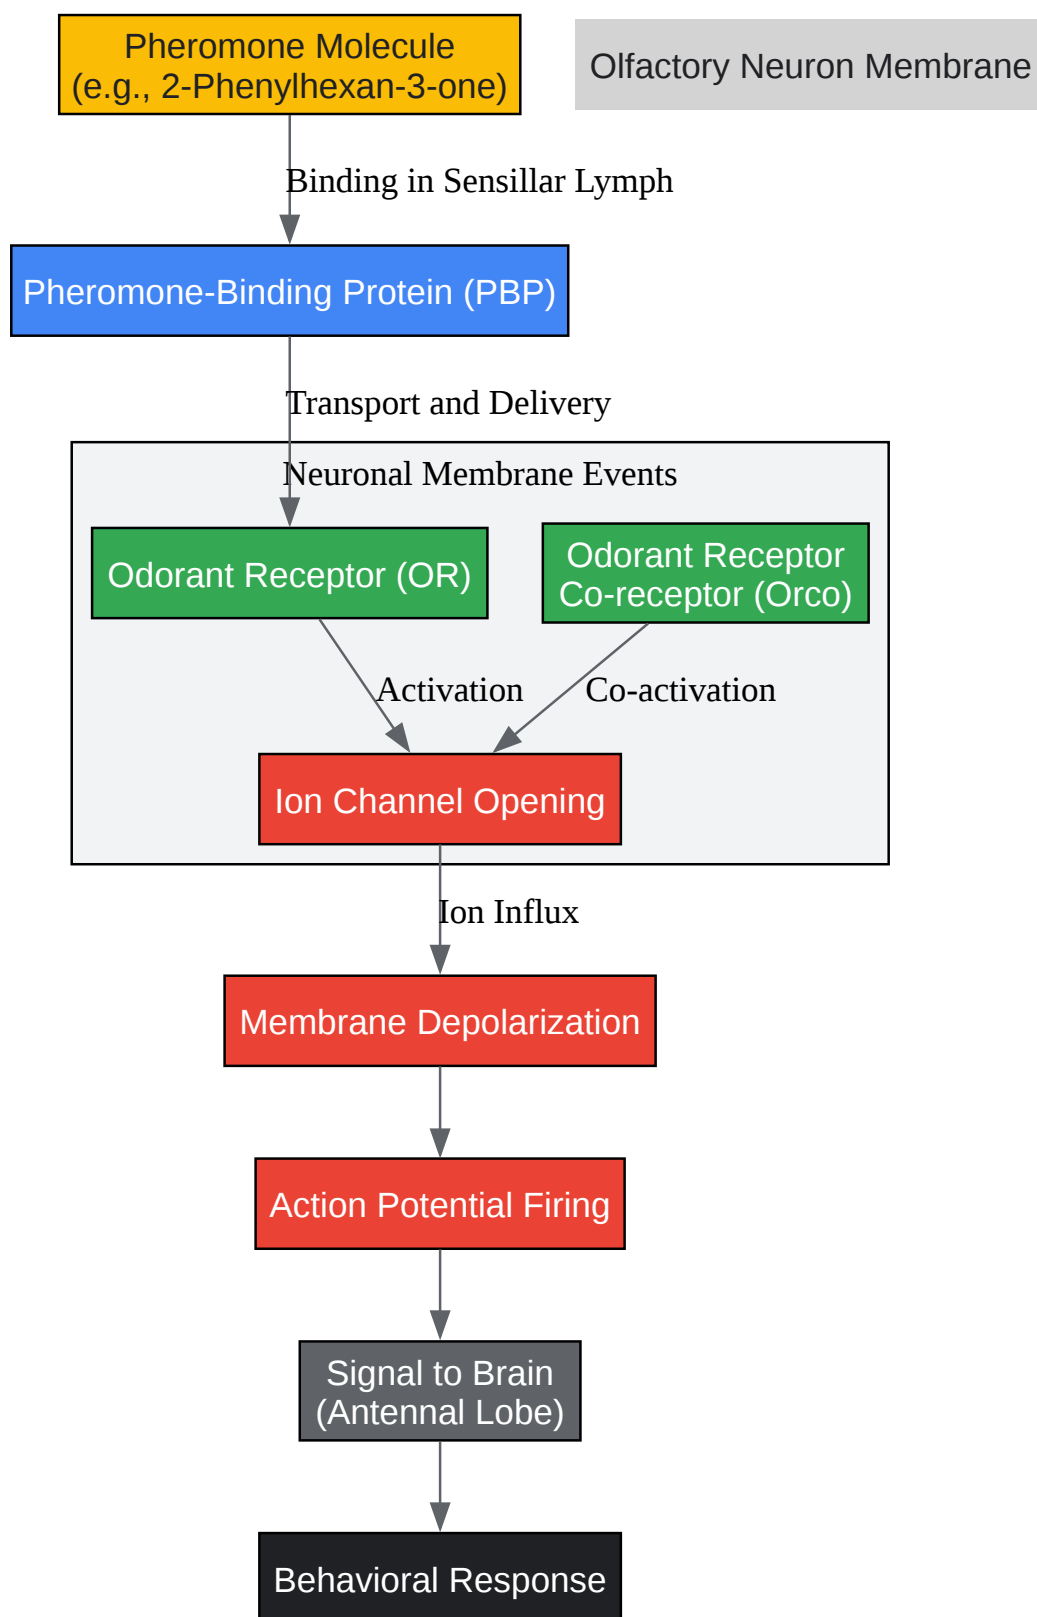 Pheromone Molecule
(e.g., 2-Phenylhexan-3-one)
Olfactory Neuron Membrane
Binding in Sensillar Lymph
Pheromone-Binding Protein (PBP)
Transport and Delivery
Neuronal Membrane Events
Odorant Receptor (OR)
Odorant Receptor
Co-receptor (Orco)
Activation
Co-activation
Ion Channel Opening
Ion Influx
Membrane Depolarization
Action Potential Firing
Signal to Brain
(Antennal Lobe)
Behavioral Response